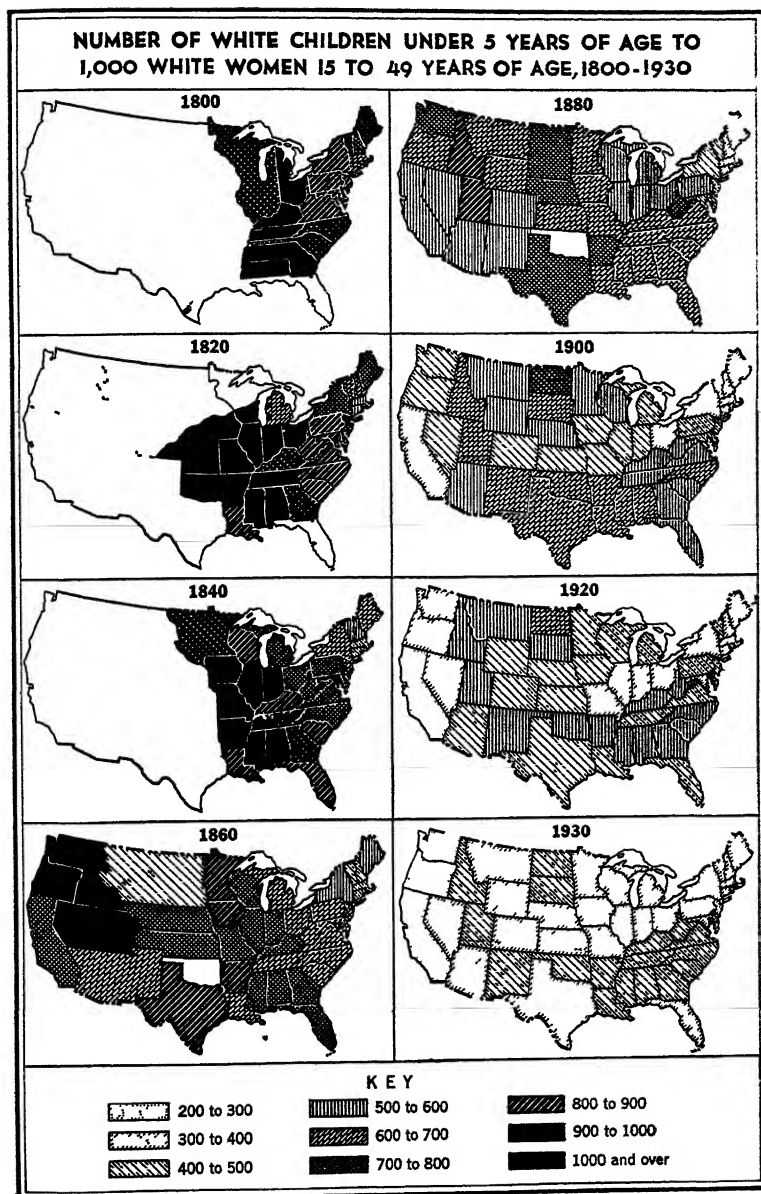 NUMBER OF WHITE CHILDREN UNDER 5 YEARS OF AGE TO
1,000 WHITE WOMEN 15 TO 49 YEARS OF AGE, 1800-1930
1800
1880
1820
1900
1840
1920
1860
1930
KEY
200 to 300
500 to 600
800 to 900
300 to 400
600 to 700
900 to 1000
400 to 500
700 to 800
1000 and over